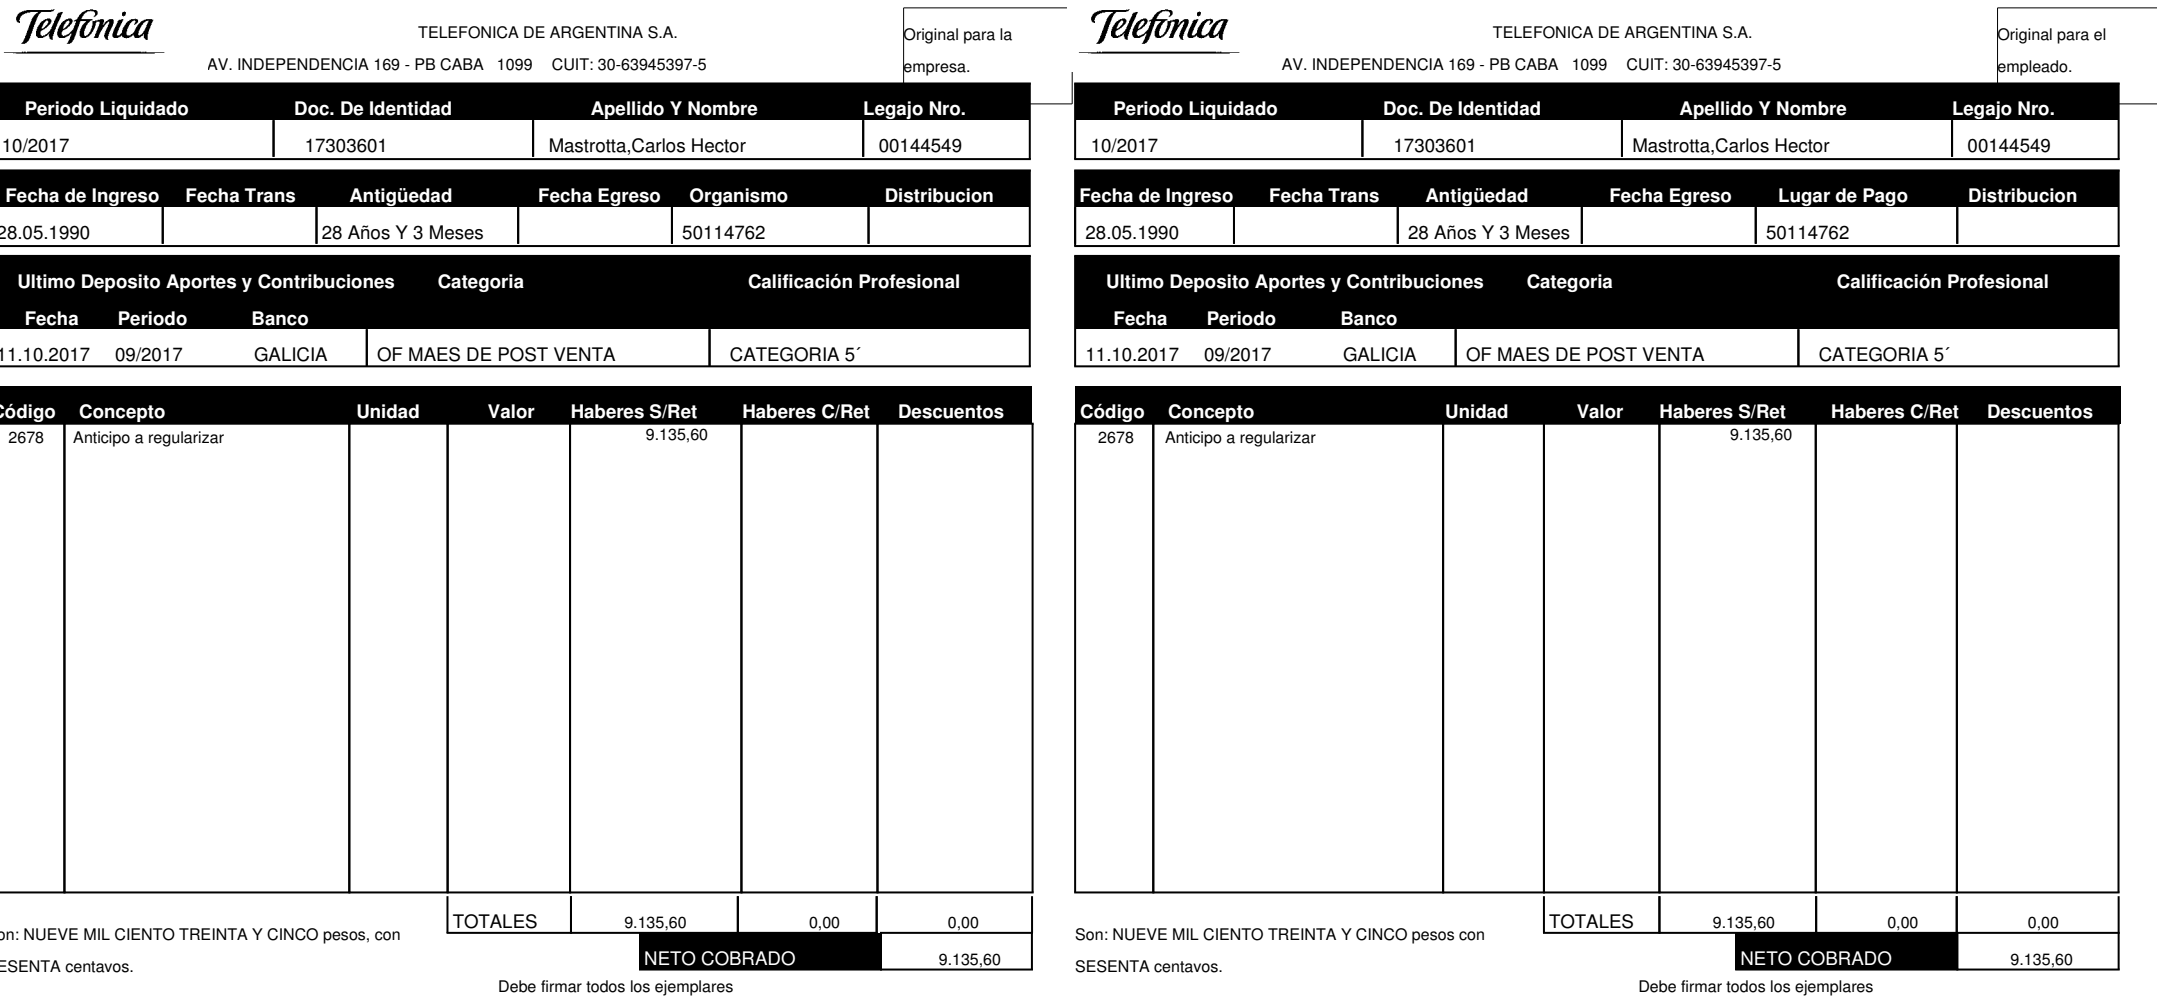 Telefónica
TELEFONICA DE ARGENTINA S.A.
Original para la
AV. INDEPENDENCIA 169 - PB CABA 1099 CUIT: 30-63945397-5
empresa.
Periodo Liquidado Doc. De Identidad Apellido Y Nombre Legajo Nro.
10/2017 17303601 Mastrotta,Carlos Hector 00144549
Fecha de Ingreso Fecha Trans Antigüedad Fecha Egreso Organismo Distribucion
28.05.1990 28 Años Y 3 Meses 50114762
Ultimo Deposito Aportes y Contribuciones Categoria Calificación Profesional
Fecha Periodo Banco
11.10.2017 09/2017 GALICIA OF MAES DE POST VENTA CATEGORIA 5´
Código Concepto Unidad Valor Haberes S/Ret Haberes C/Ret Descuentos
2678 Anticipo a regularizar 9.135,60
TOTALES 9.135,60 0,00 0,00
on: NUEVE MIL CIENTO TREINTA Y CINCO pesos, con
NETO COBRADO 9.135,60
ESENTA centavos.
Debe firmar todos los ejemplares
Telefónica
TELEFONICA DE ARGENTINA S.A.
Original para el
AV. INDEPENDENCIA 169 - PB CABA 1099 CUIT: 30-63945397-5
empleado.
Periodo Liquidado Doc. De Identidad Apellido Y Nombre Legajo Nro.
10/2017 17303601 Mastrotta,Carlos Hector 00144549
Fecha de Ingreso Fecha Trans Antigüedad Fecha Egreso Lugar de Pago Distribucion
28.05.1990 28 Años Y 3 Meses 50114762
Ultimo Deposito Aportes y Contribuciones Categoria Calificación Profesional
Fecha Periodo Banco
11.10.2017 09/2017 GALICIA OF MAES DE POST VENTA CATEGORIA 5´
Código Concepto Unidad Valor Haberes S/Ret Haberes C/Ret Descuentos
2678 Anticipo a regularizar 9.135,60
TOTALES 9.135,60 0,00 0,00
Son: NUEVE MIL CIENTO TREINTA Y CINCO pesos con
NETO COBRADO 9.135,60
SESENTA centavos.
Debe firmar todos los ejemplares